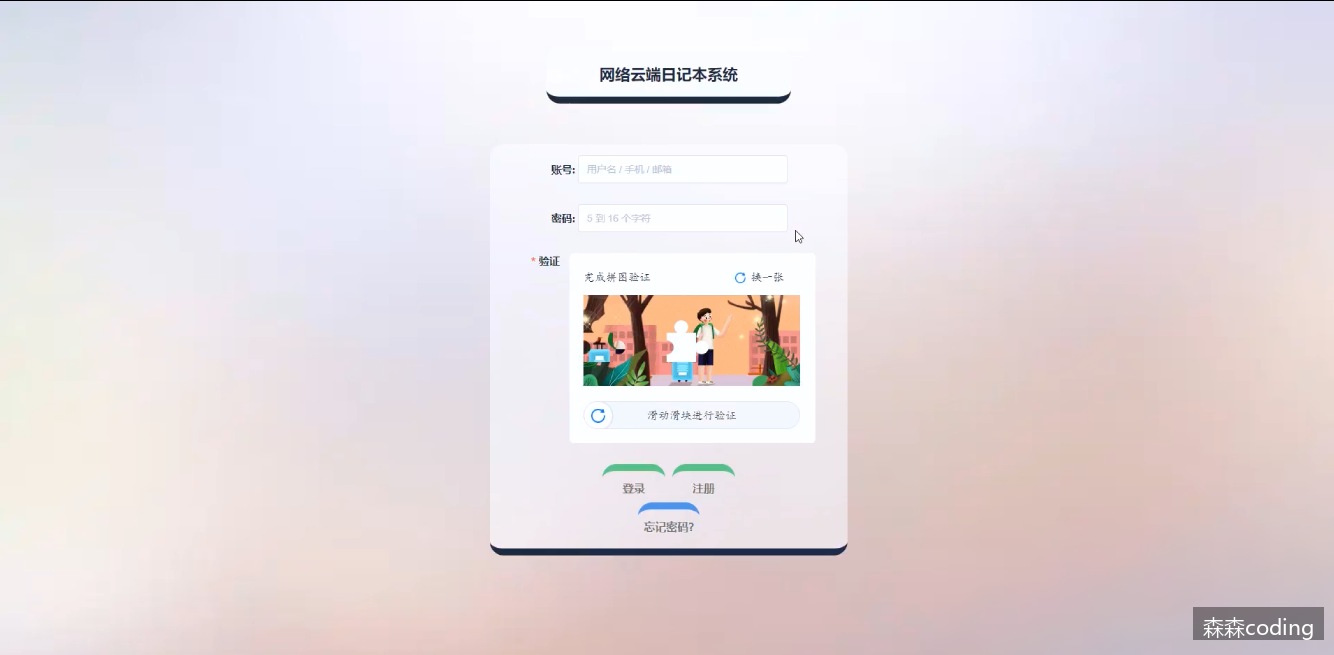 网络云端日记本系统
账号: 用户名 / 手机 / 邮箱
密码: 5 到 16 个字符
* 验证
完成拼图验证 换一张
滑动滑块进行验证
登录 注册
忘记密码?
森森coding